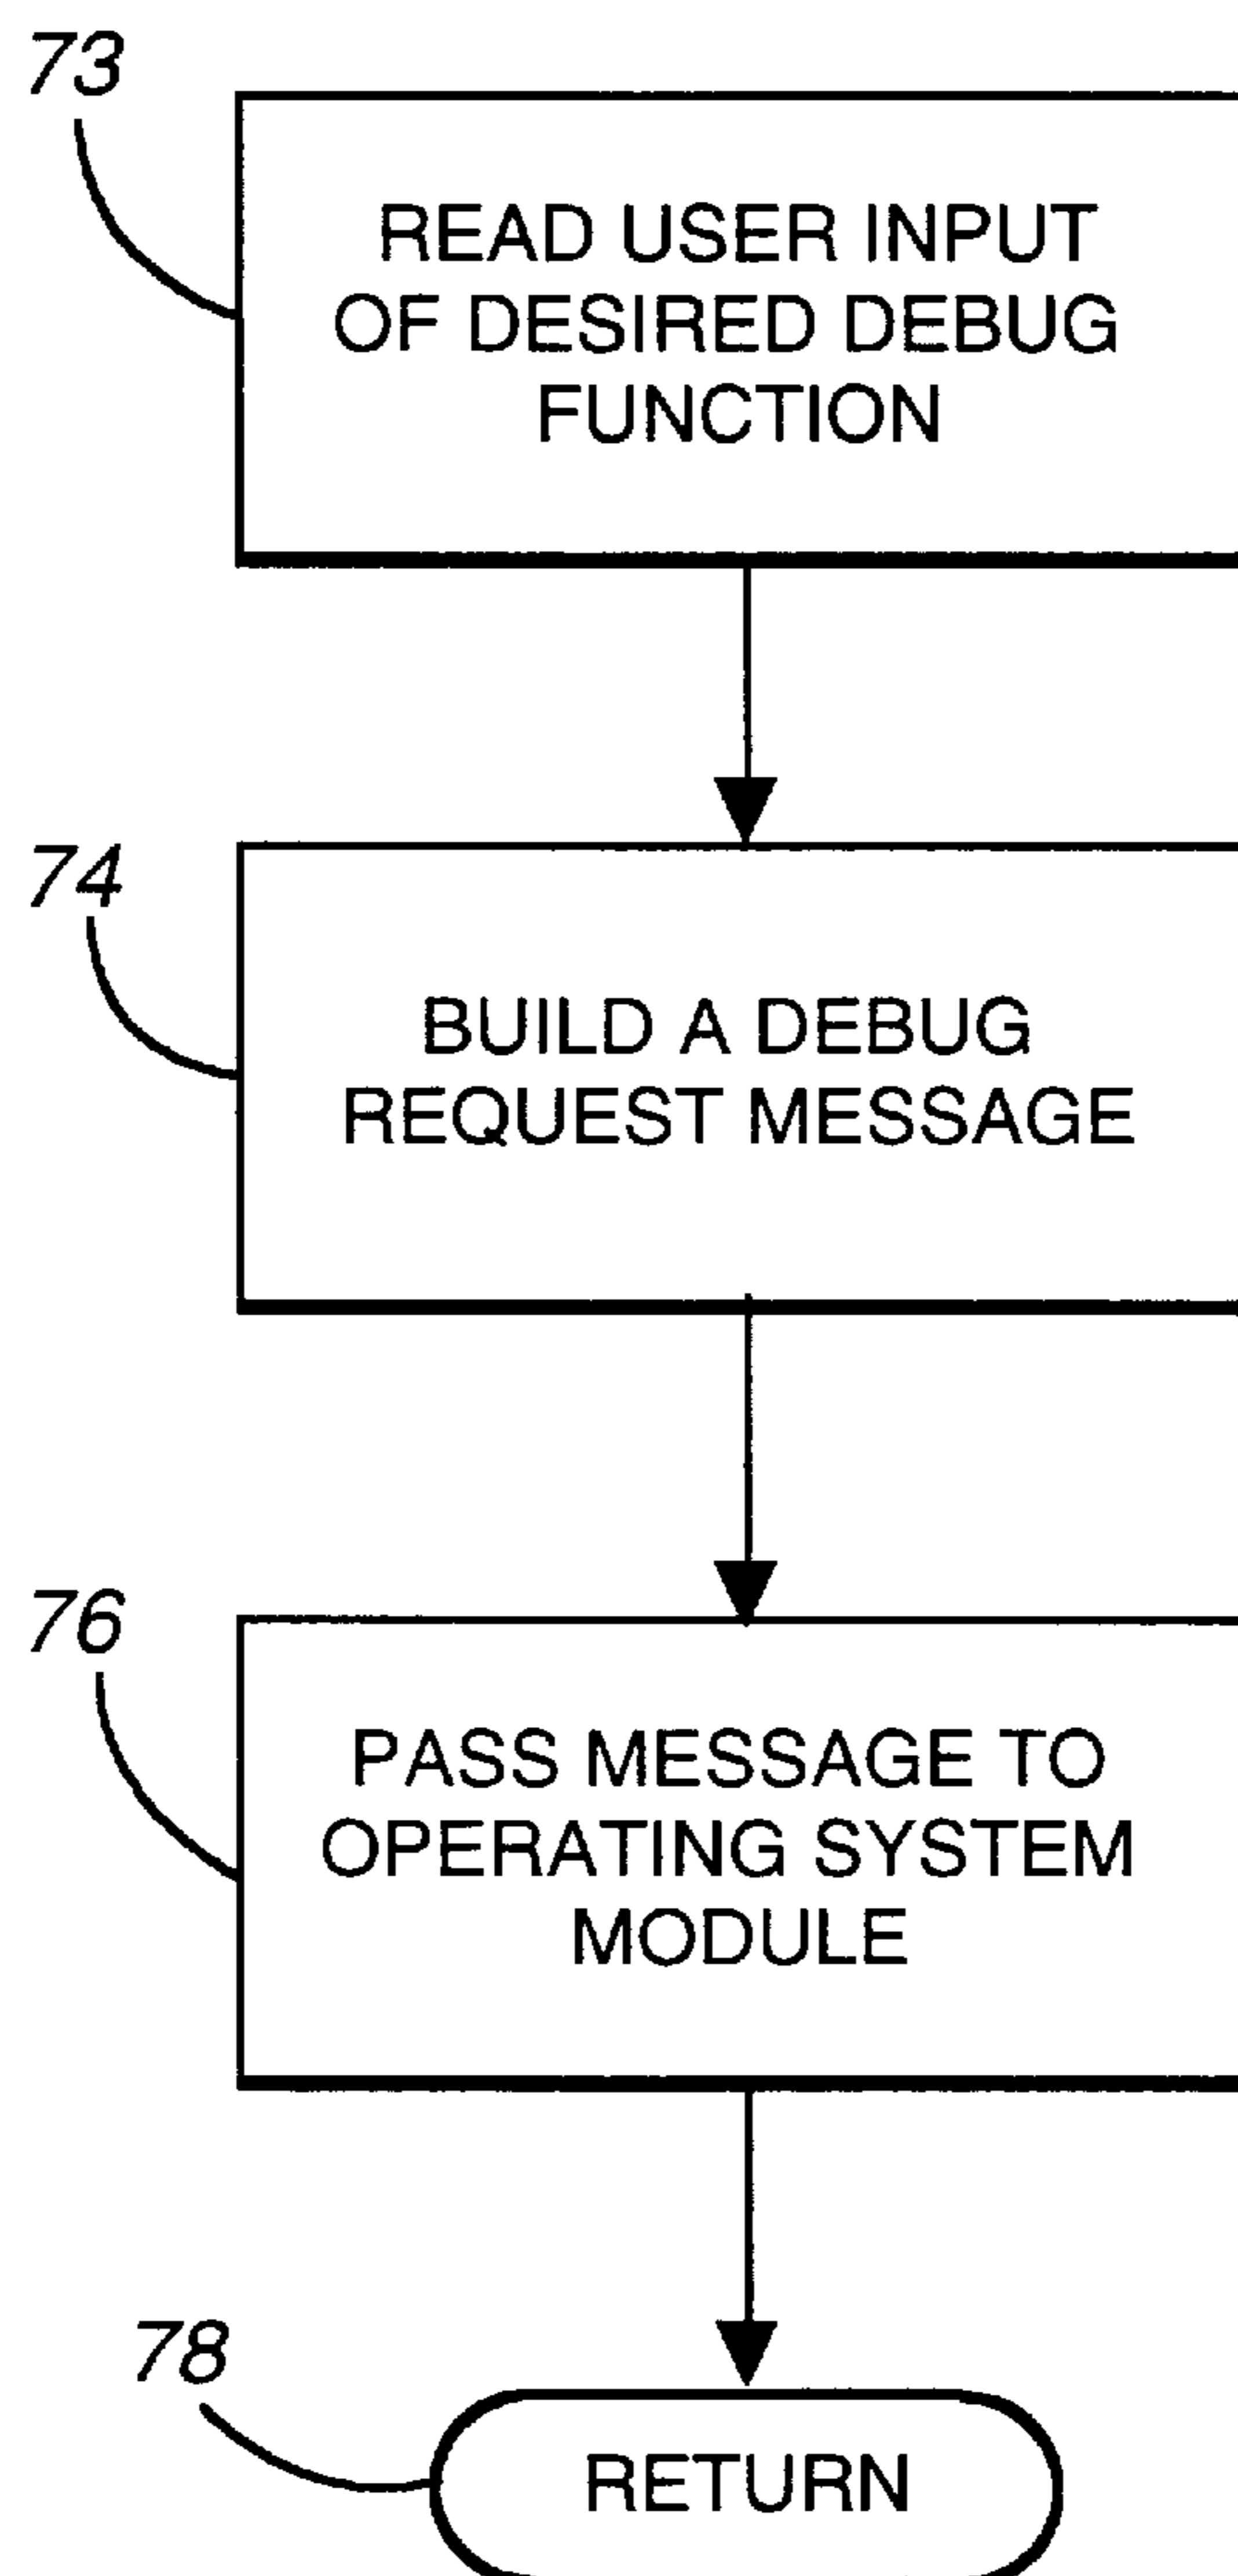 73
READ USER INPUT
OF DESIRED DEBUG
FUNCTION
74
BUILD A DEBUG
REQUEST MESSAGE
76
PASS MESSAGE TO
OPERATING SYSTEM
MODULE
78
RETURN